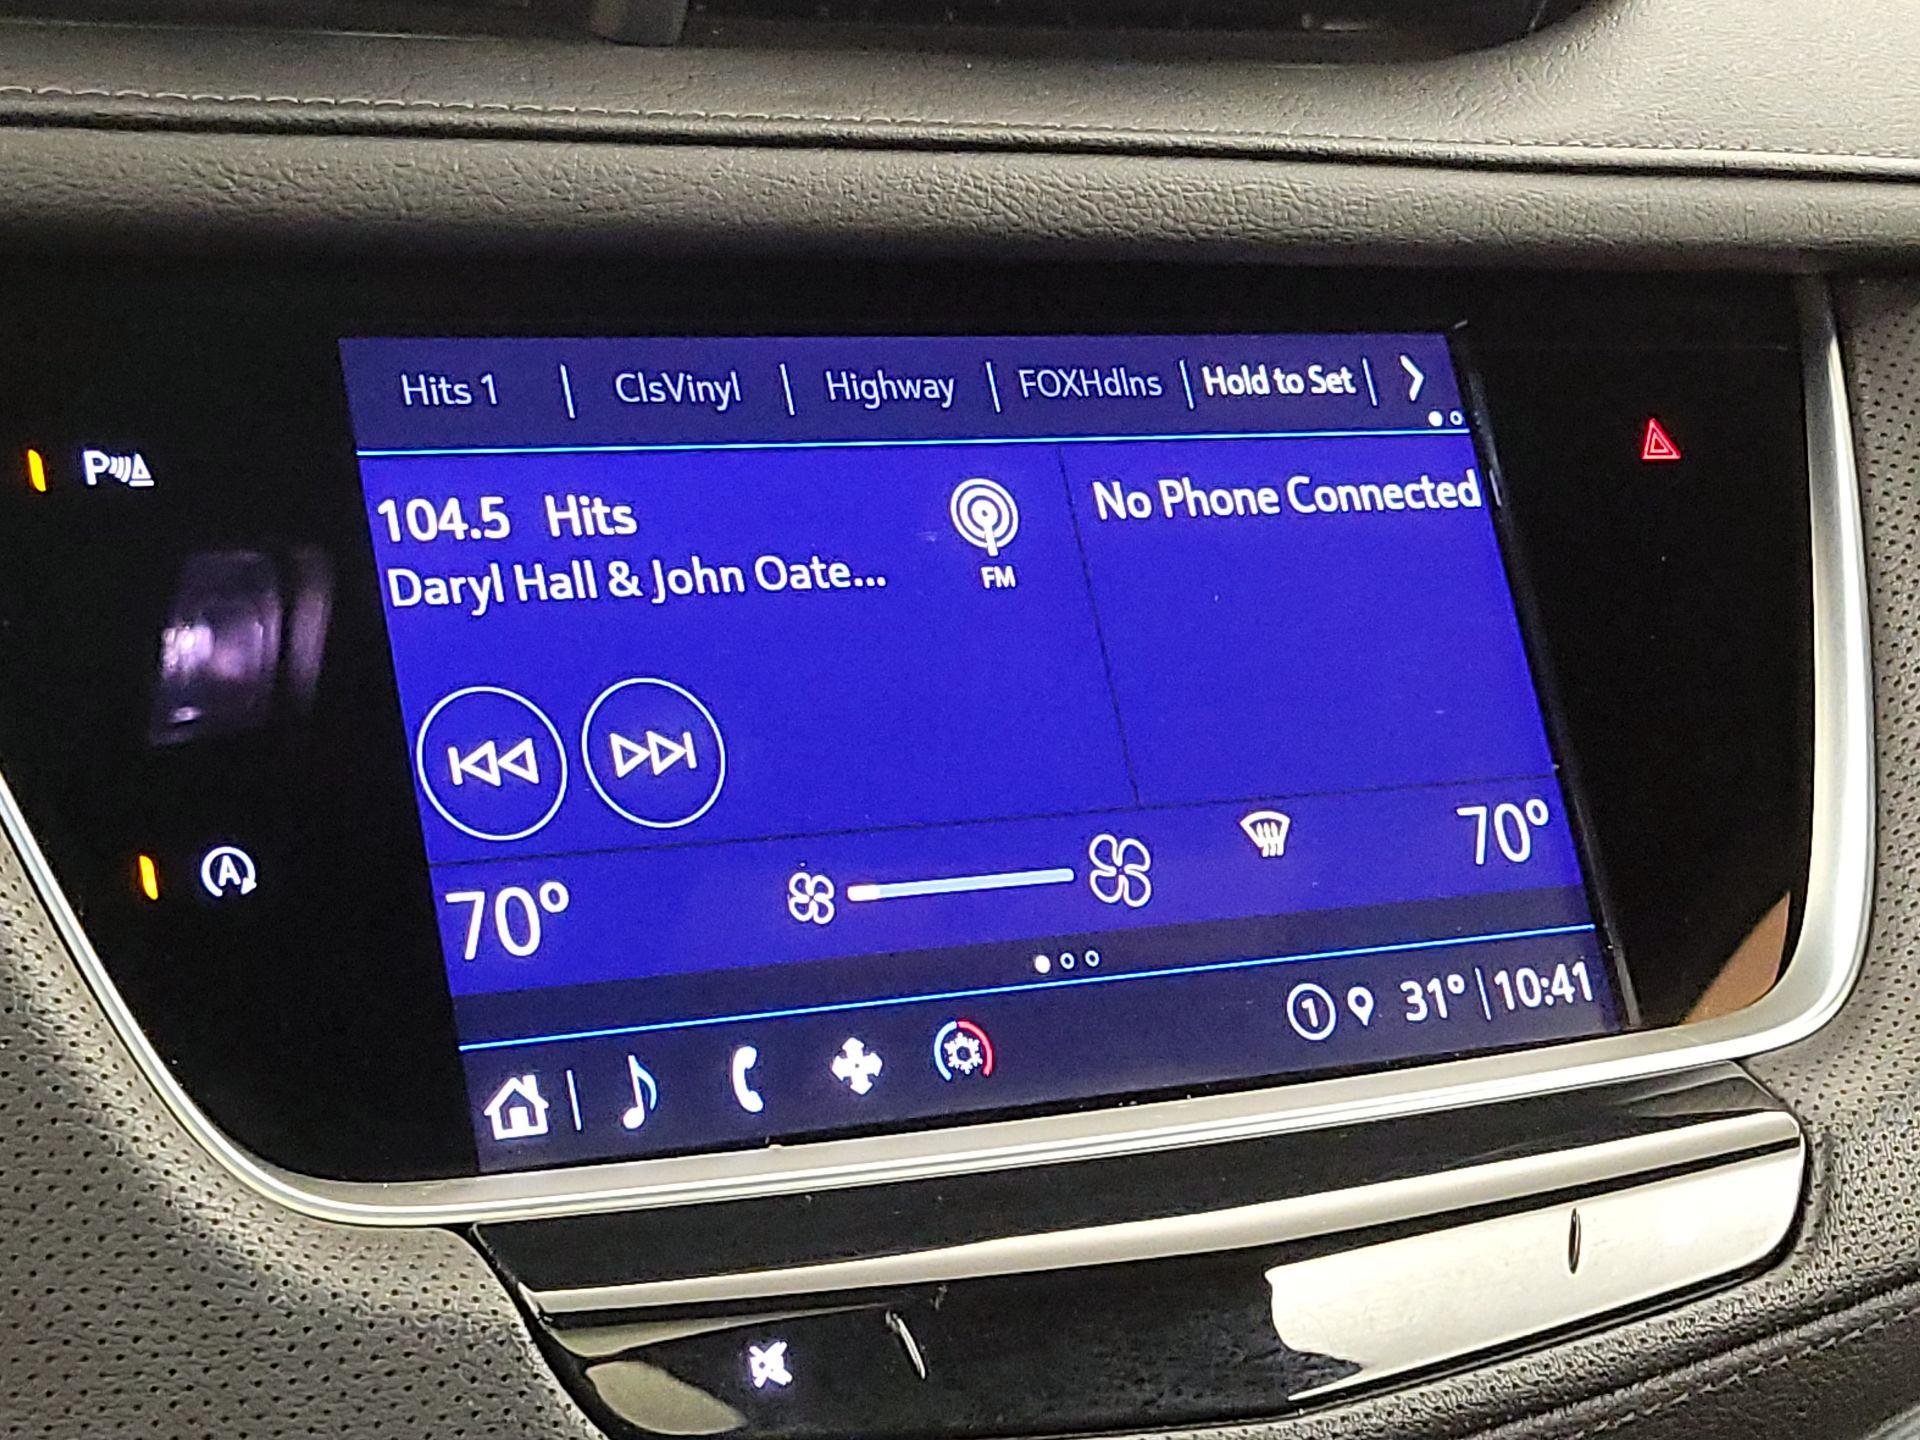 Hits 1 | ClsVinyl | Highway | FOXHdlns | Hold to Set |
104.5 Hits
Daryl Hall & John Oate...
FM
No Phone Connected
70°
70°
1 31° | 10:41
P
A